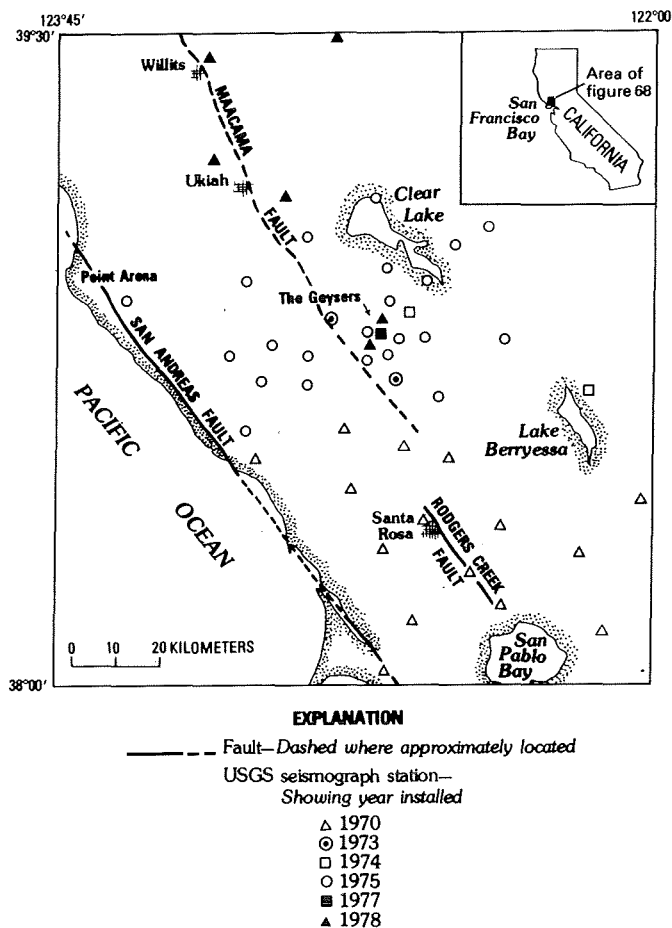 123°45'
122°00'
39°30'
Willits
MAACAMA
FAULT
Ukiah
Clear
Lake
Area of
figure 68
San
Francisco
Bay
CALIFORNIA
Point Arena
The Geysers
SAN ANDREAS FAULT
PACIFIC
OCEAN
Lake
Berryessa
Santa
Rosa
RODGERS CREEK
FAULT
San
Pablo
Bay
0 10 20 KILOMETERS
38°00'
EXPLANATION
Fault—Dashed where approximately located
USGS seismograph station—
Showing year installed
1970
1973
1974
1975
1977
1978